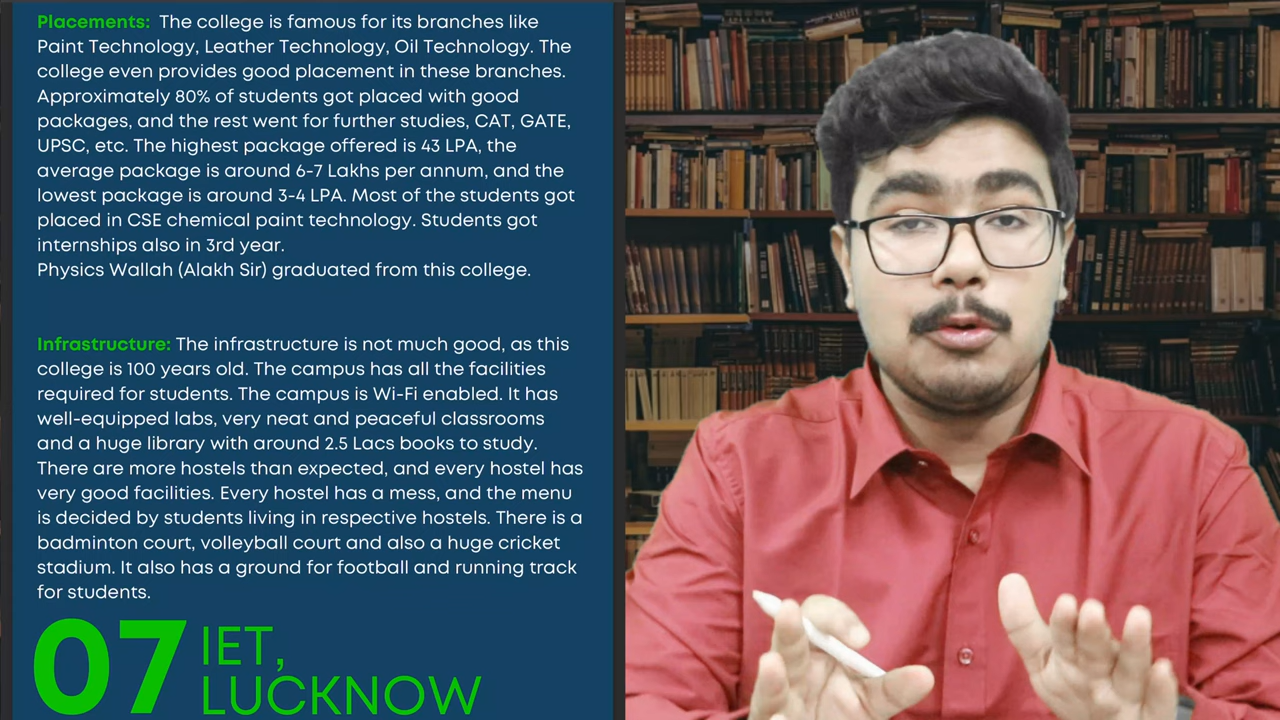 Placements: The college is famous for its branches like
Paint Technology, Leather Technology, Oil Technology. The
college even provides good placement in these branches.
Approximately 80% of students got placed with good
packages, and the rest went for further studies, CAT, GATE,
UPSC, etc. The highest package offered is 43 LPA, the
average package is around 6-7 Lakhs per annum, and the
lowest package is around 3-4 LPA. Most of the students got
placed in CSE chemical paint technology. Students got
internships also in 3rd year.
Physics Wallah (Alakh Sir) graduated from this college.
Infrastructure: The infrastructure is not much good, as this
college is 100 years old. The campus has all the facilities
required for students. The campus is Wi-Fi enabled. It has
well-equipped labs, very neat and peaceful classrooms
and a huge library with around 2.5 Lacs books to study.
There are more hostels than expected, and every hostel has
very good facilities. Every hostel has a mess, and the menu
is decided by students living in respective hostels. There is a
badminton court, volleyball court and also a huge cricket
stadium. It also has a ground for football and running track
for students.
07 IET,
LUCKNOW